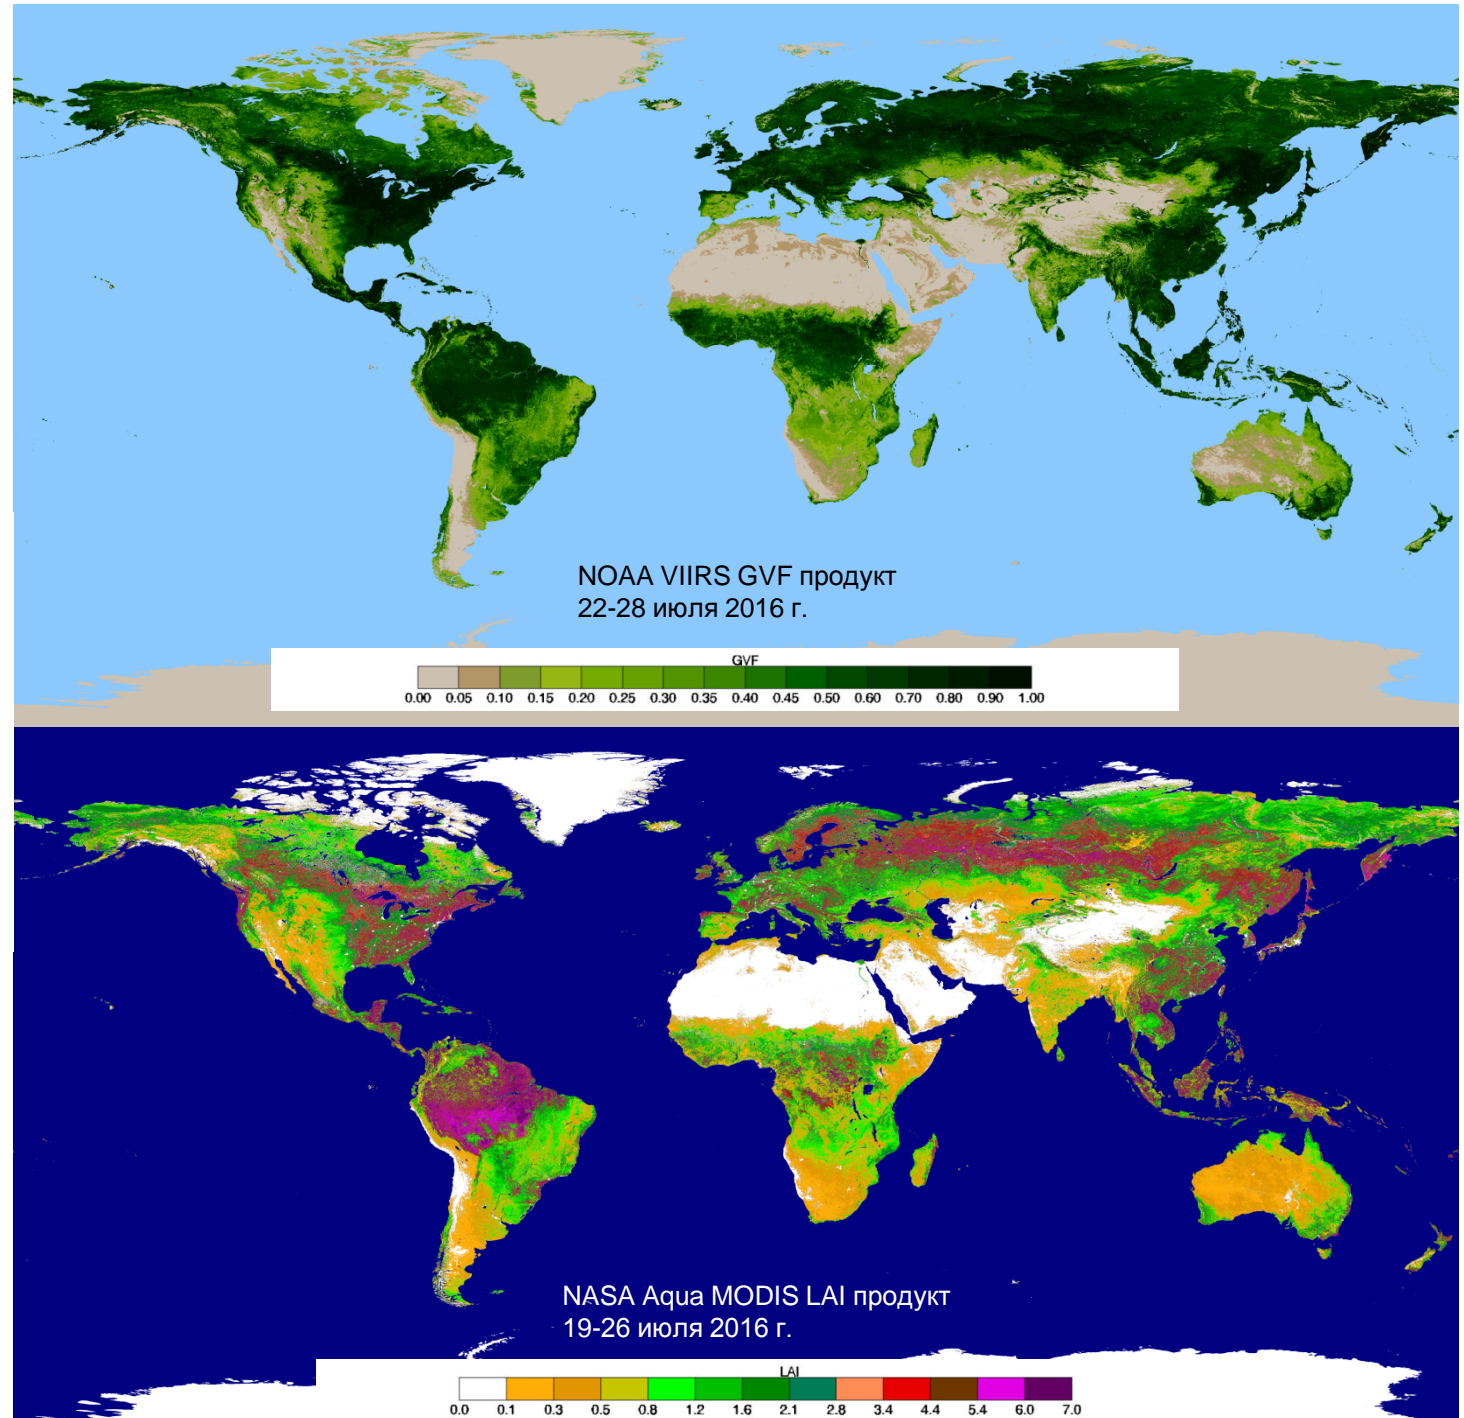 NOAA VIIRS GVF продукт
22-28 июля 2016 г.
GVF
0.00 0.05 0.10 0.15 0.20 0.25 0.30 0.35 0.40 0.45 0.50 0.60 0.70 0.80 0.90 1.00
NASA Aqua MODIS LAI продукт
19-26 июля 2016 г.
LAI
0.0 0.1 0.3 0.5 0.8 1.2 1.6 2.1 2.8 3.4 4.4 5.4 6.0 7.0